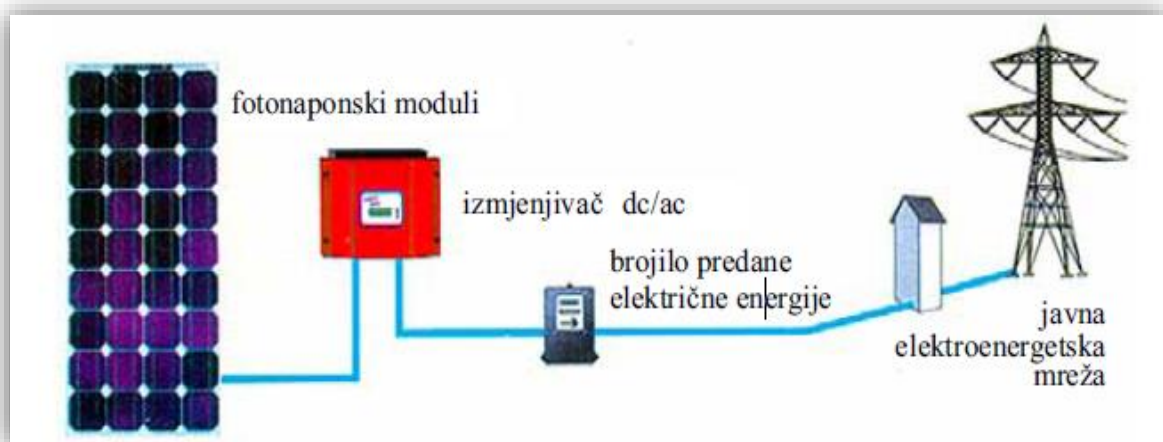 fotonaponski moduli
izmjenjivač dc/ac
brojilo predane
električne energije
javna
elektroenergetska
mreža